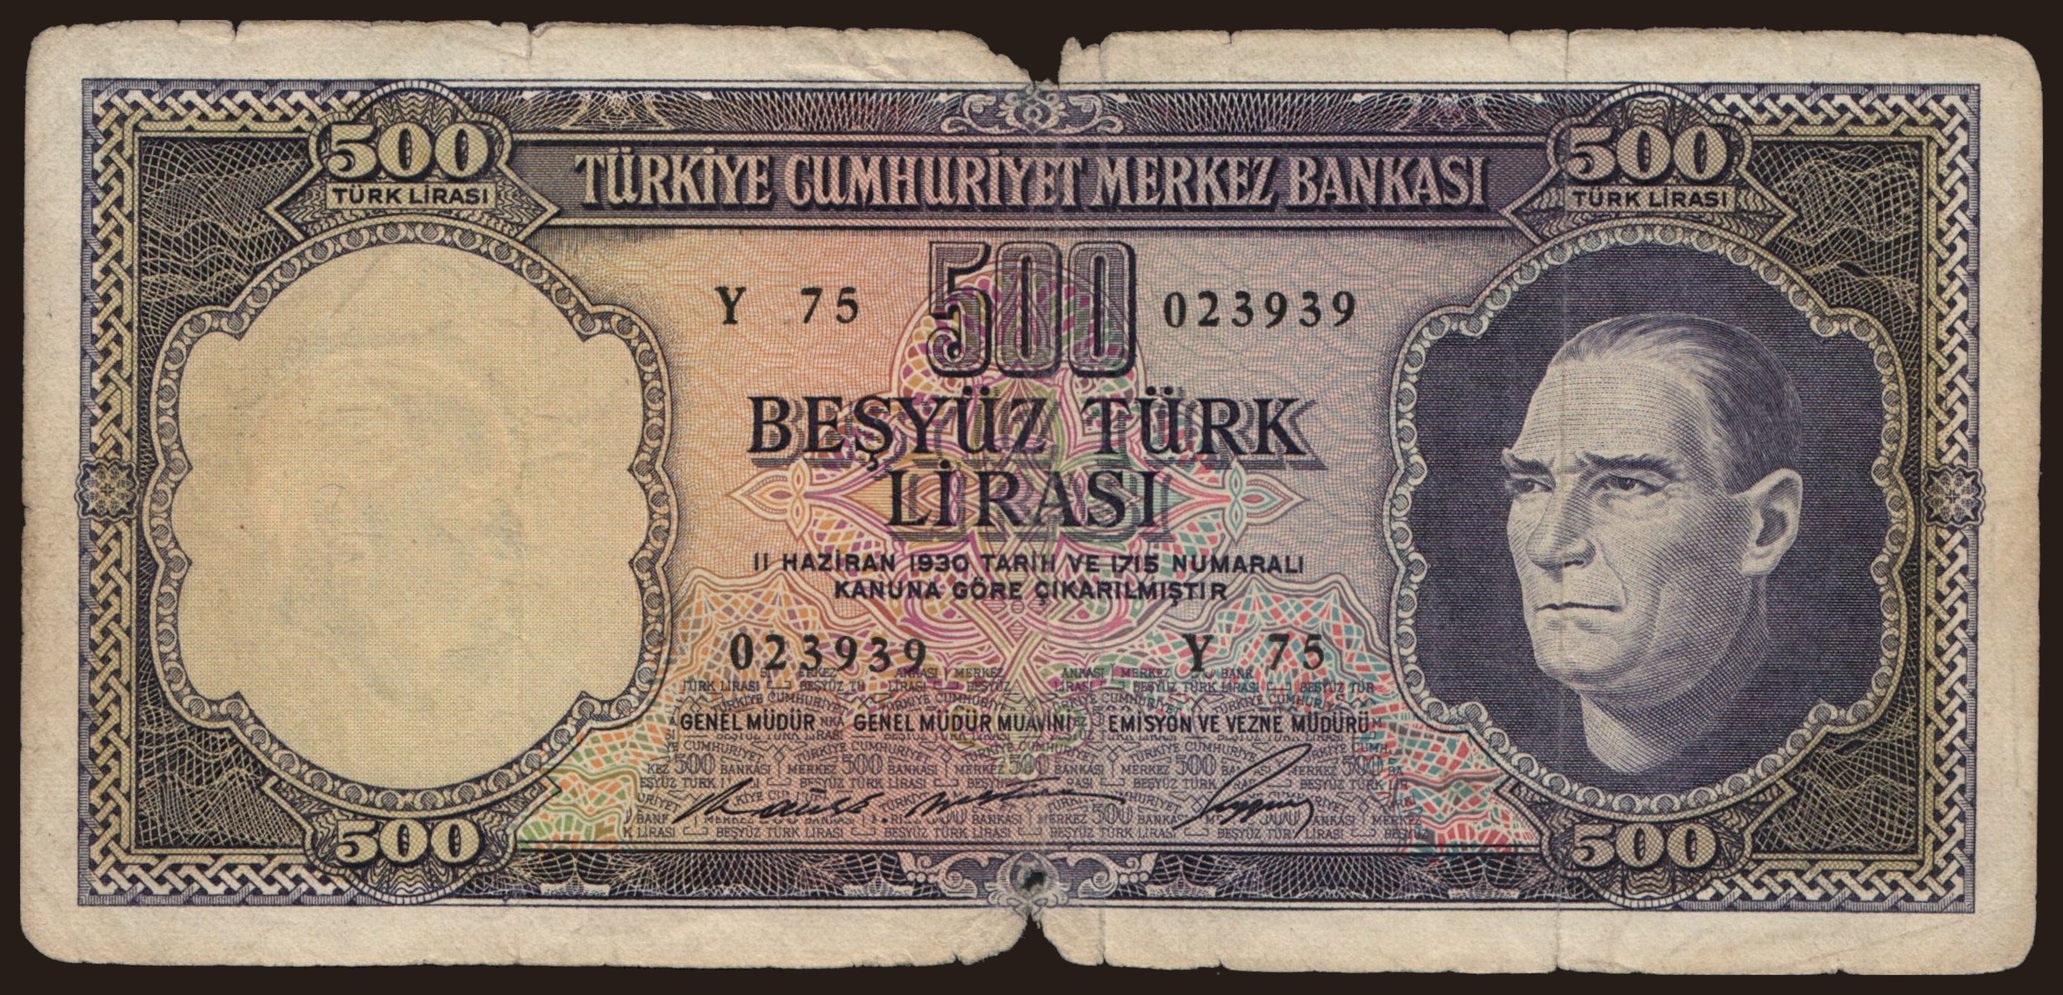 500 500
TÜRK LİRASI TÜRK LİRASI
TÜRKİYE CUMHURİYET MERKEZ BANKASI
Y 75 500 023939
BEŞYÜZ TÜRK
LİRASI
11 HAZİRAN 1930 TARİH VE 1715 NUMARALI
KANUNA GÖRE ÇIKARILMIŞTIR
023939 Y 75
GENEL MÜDÜR GENEL MÜDÜR MUAVİNİ EMİSYON VE VEZNE MÜDÜRÜ
500 500